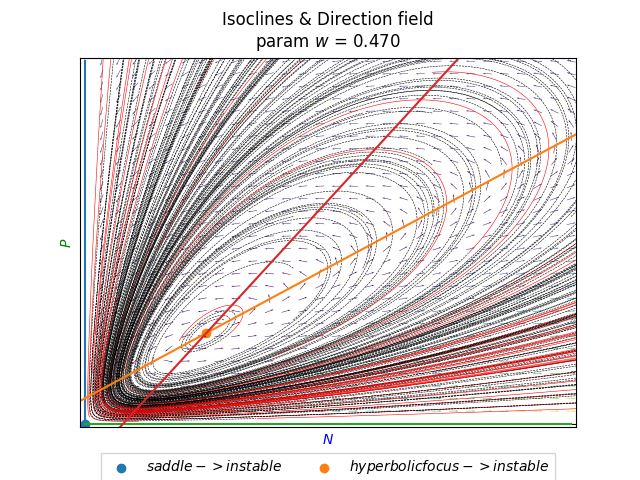 Isoclines & Direction field
param w = 0.470
P
N
saddle − > instable
hyperbolicfocus − > instable